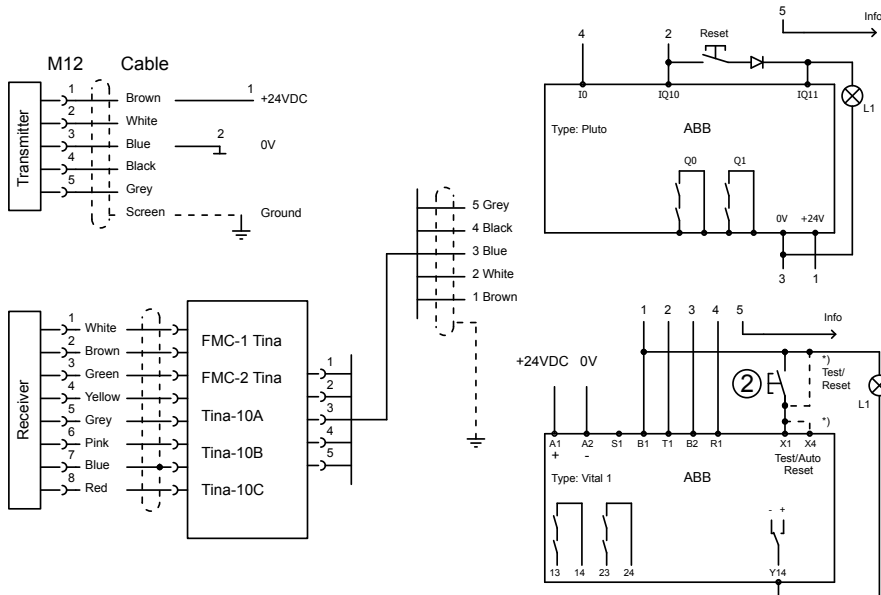 M12 Cable
Transmitter
1 Brown 1 +24VDC
2 White
3 Blue 2 0V
4 Black
5 Grey
Screen Ground
Receiver
1 White
2 Brown
3 Green
4 Yellow
5 Grey
6 Pink
7 Blue
8 Red
FMC-1 Tina
FMC-2 Tina
Tina-10A
Tina-10B
Tina-10C
1
2
3
4
5
5 Grey
4 Black
3 Blue
2 White
1 Brown
5 Info
4 2 Reset
I0 IQ10 IQ11
L1
Type: Pluto ABB
Q0 Q1
0V +24V
3 1
1 2 3 4 5 Info
+24VDC 0V
2
*)
Test/
Reset
L1
*)
A1 A2 S1 B1 T1 B2 R1 X1 X4
+ -
Test/Auto
Reset
Type: Vital 1 ABB
- +
13 14 23 24 Y14